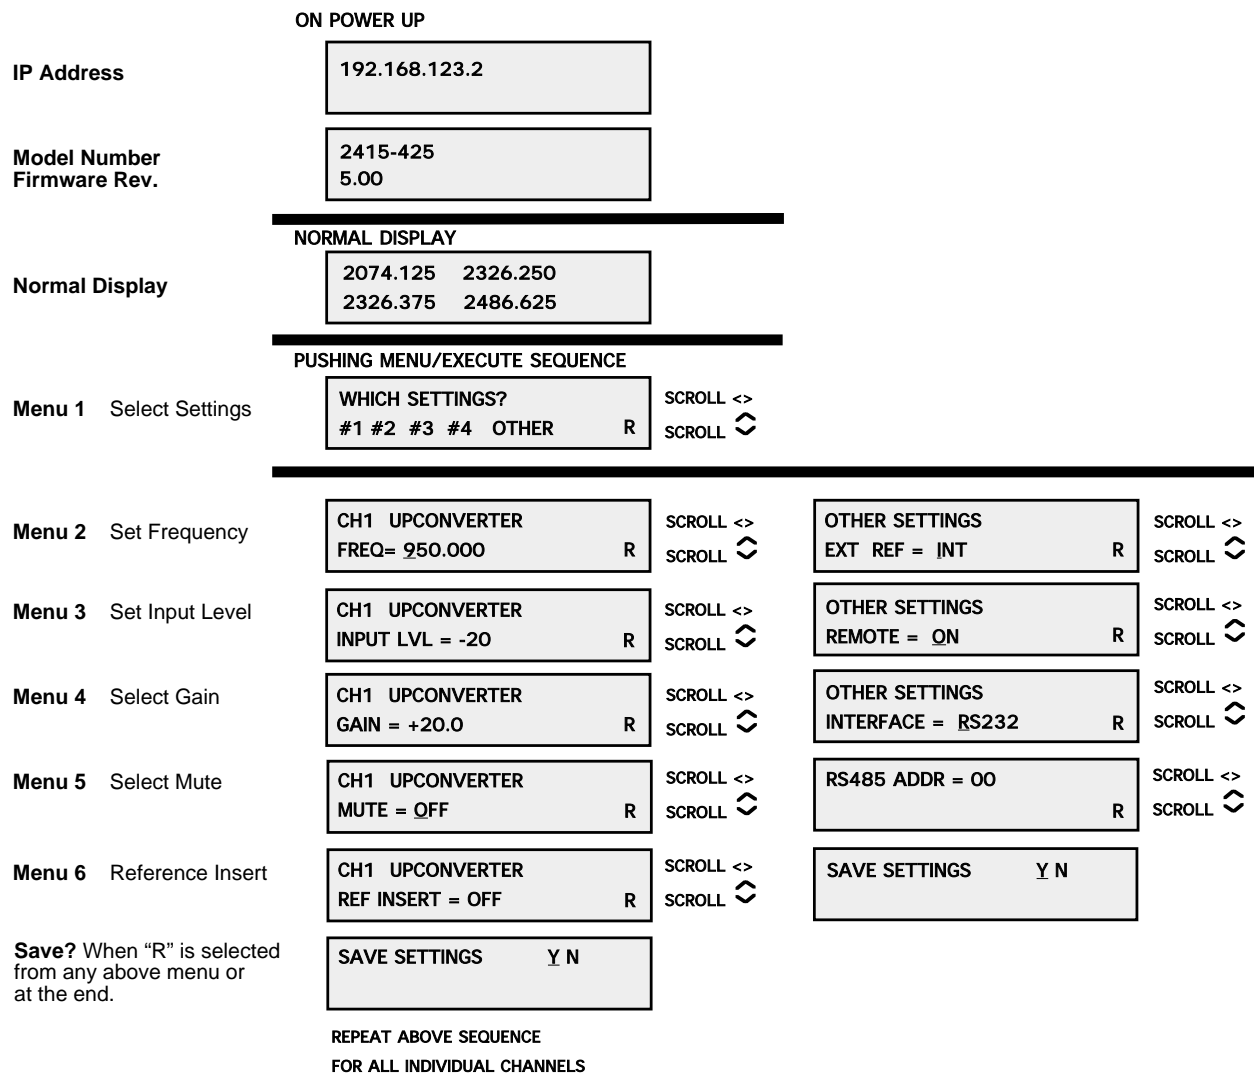 ON POWER UP
IP Address
192.168.123.2
Model Number
Firmware Rev.
2415-425
5.00
NORMAL DISPLAY
Normal Display
2074.125 2326.250
2326.375 2486.625
PUSHING MENU/EXECUTE SEQUENCE
Menu 1 Select Settings
WHICH SETTINGS?
#1 #2 #3 #4 OTHER R
SCROLL <>
SCROLL
Menu 2 Set Frequency
CH1 UPCONVERTER
FREQ= 950.000 R
SCROLL <>
SCROLL
OTHER SETTINGS
EXT REF = INT R
SCROLL <>
SCROLL
Menu 3 Set Input Level
CH1 UPCONVERTER
INPUT LVL = -20 R
SCROLL <>
SCROLL
OTHER SETTINGS
REMOTE = ON R
SCROLL <>
SCROLL
Menu 4 Select Gain
CH1 UPCONVERTER
GAIN = +20.0 R
SCROLL <>
SCROLL
OTHER SETTINGS
INTERFACE = RS232 R
SCROLL <>
SCROLL
Menu 5 Select Mute
CH1 UPCONVERTER
MUTE = OFF R
SCROLL <>
SCROLL
RS485 ADDR = 00
R
SCROLL <>
SCROLL
Menu 6 Reference Insert
CH1 UPCONVERTER
REF INSERT = OFF R
SCROLL <>
SCROLL
SAVE SETTINGS Y N
Save? When “R” is selected
from any above menu or
at the end.
SAVE SETTINGS Y N
REPEAT ABOVE SEQUENCE
FOR ALL INDIVIDUAL CHANNELS